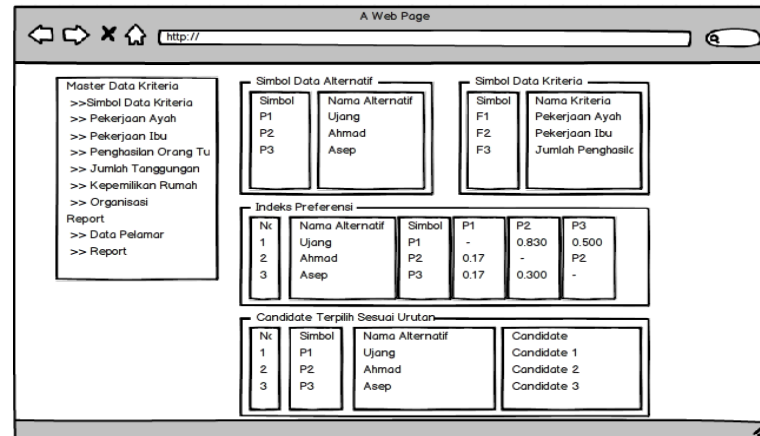 A Web Page
http://
Master Data Kriteria
>>Simbol Data Kriteria
>> Pekerjaan Ayah
>> Pekerjaan Ibu
>> Penghasilan Orang Tu
>> Jumlah Tanggungan
>> Kepemilikan Rumah
>> Organisasi
Report
>> Data Pelamar
>> Report
Simbol Data Alternatif
Simbol Nama Alternatif
P1 Ujang
P2 Ahmad
P3 Asep
Simbol Data Kriteria
Simbol Nama Kriteria
F1 Pekerjaan Ayah
F2 Pekerjaan Ibu
F3 Jumlah Penghasilc
Indeks Preferensi
Nc Nama Alternatif Simbol P1 P2 P3
1 Ujang P1 - 0.830 0.500
2 Ahmad P2 0.17 - P2
3 Asep P3 0.17 0.300 -
Candidate Terpilih Sesuai Urutan
Nc Simbol Nama Alternatif Candidate
1 P1 Ujang Candidate 1
2 P2 Ahmad Candidate 2
3 P3 Asep Candidate 3